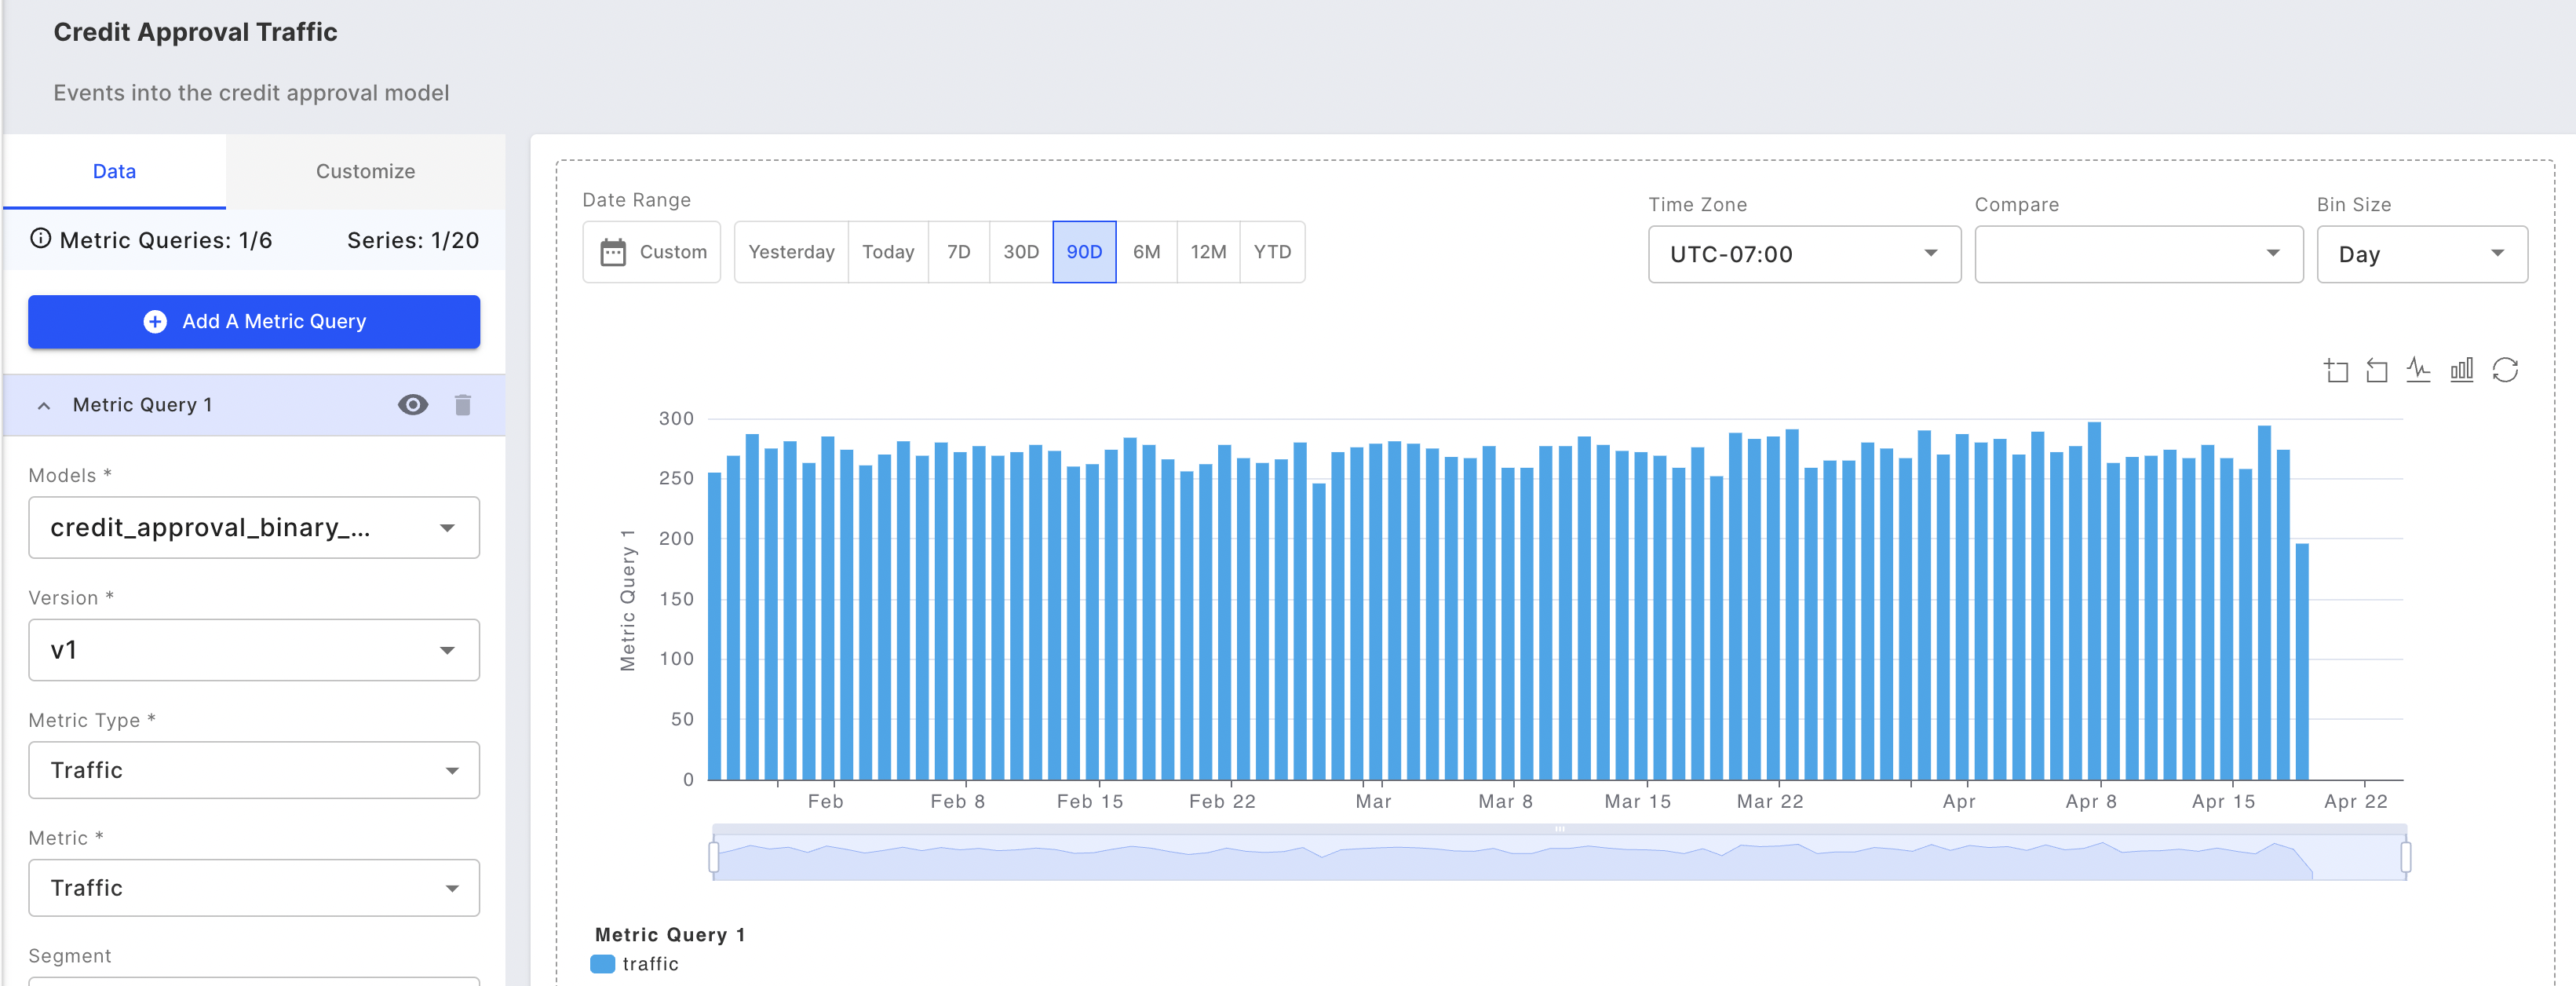 Credit Approval Traffic
Events into the credit approval model
Data
Customize
Metric Queries: 1/6
Series: 1/20
Add A Metric Query
Metric Query 1
Models *
credit_approval_binary_...
Version *
v1
Metric Type *
Traffic
Metric *
Traffic
Segment
Date Range
Custom
Yesterday
Today
7D
30D
90D
6M
12M
YTD
Time Zone
UTC-07:00
Compare
Bin Size
Day
Metric Query 1
300
250
200
150
100
50
0
Feb
Feb 8
Feb 15
Feb 22
Mar
Mar 8
Mar 15
Mar 22
Apr
Apr 8
Apr 15
Apr 22
Metric Query 1
traffic